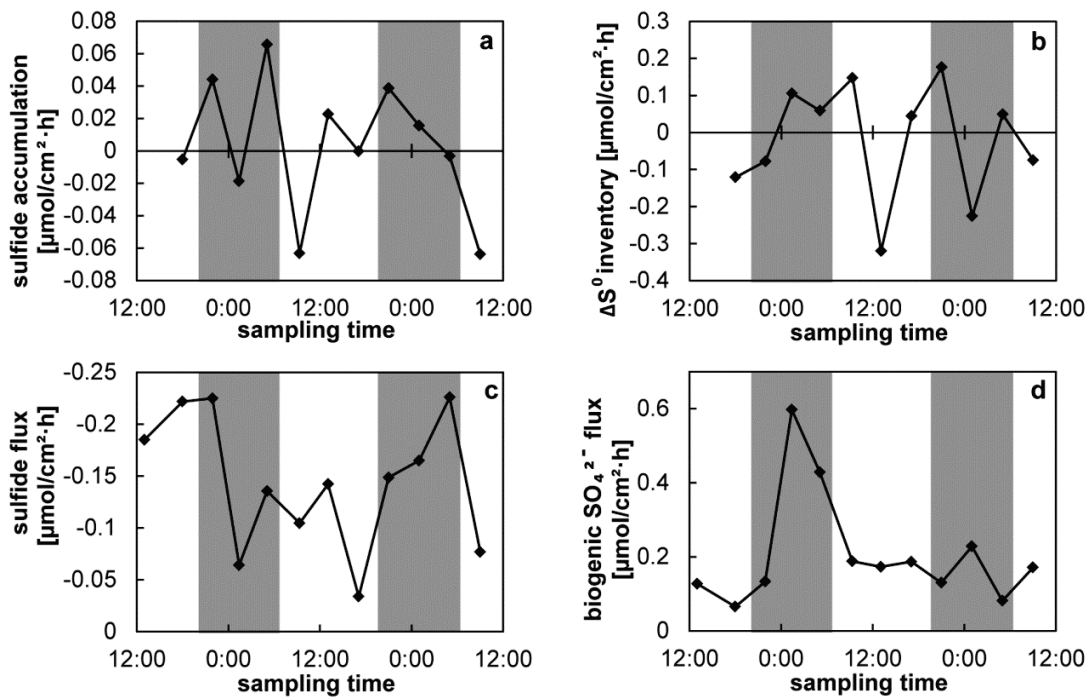 a
sulfide accumulation
[µmol/cm²·h]
0.08
0.06
0.04
0.02
0
-0.02
-0.04
-0.06
-0.08
12:00 0:00 12:00 0:00 12:00
sampling time
b
ΔS⁰ inventory [µmol/cm²·h]
0.3
0.2
0.1
0
-0.1
-0.2
-0.3
-0.4
12:00 0:00 12:00 0:00 12:00
sampling time
c
sulfide flux
[µmol/cm²·h]
-0.25
-0.2
-0.15
-0.1
-0.05
0
12:00 0:00 12:00 0:00 12:00
sampling time
d
biogenic SO₄²⁻ flux
[µmol/cm²·h]
0.6
0.4
0.2
0
12:00 0:00 12:00 0:00 12:00
sampling time